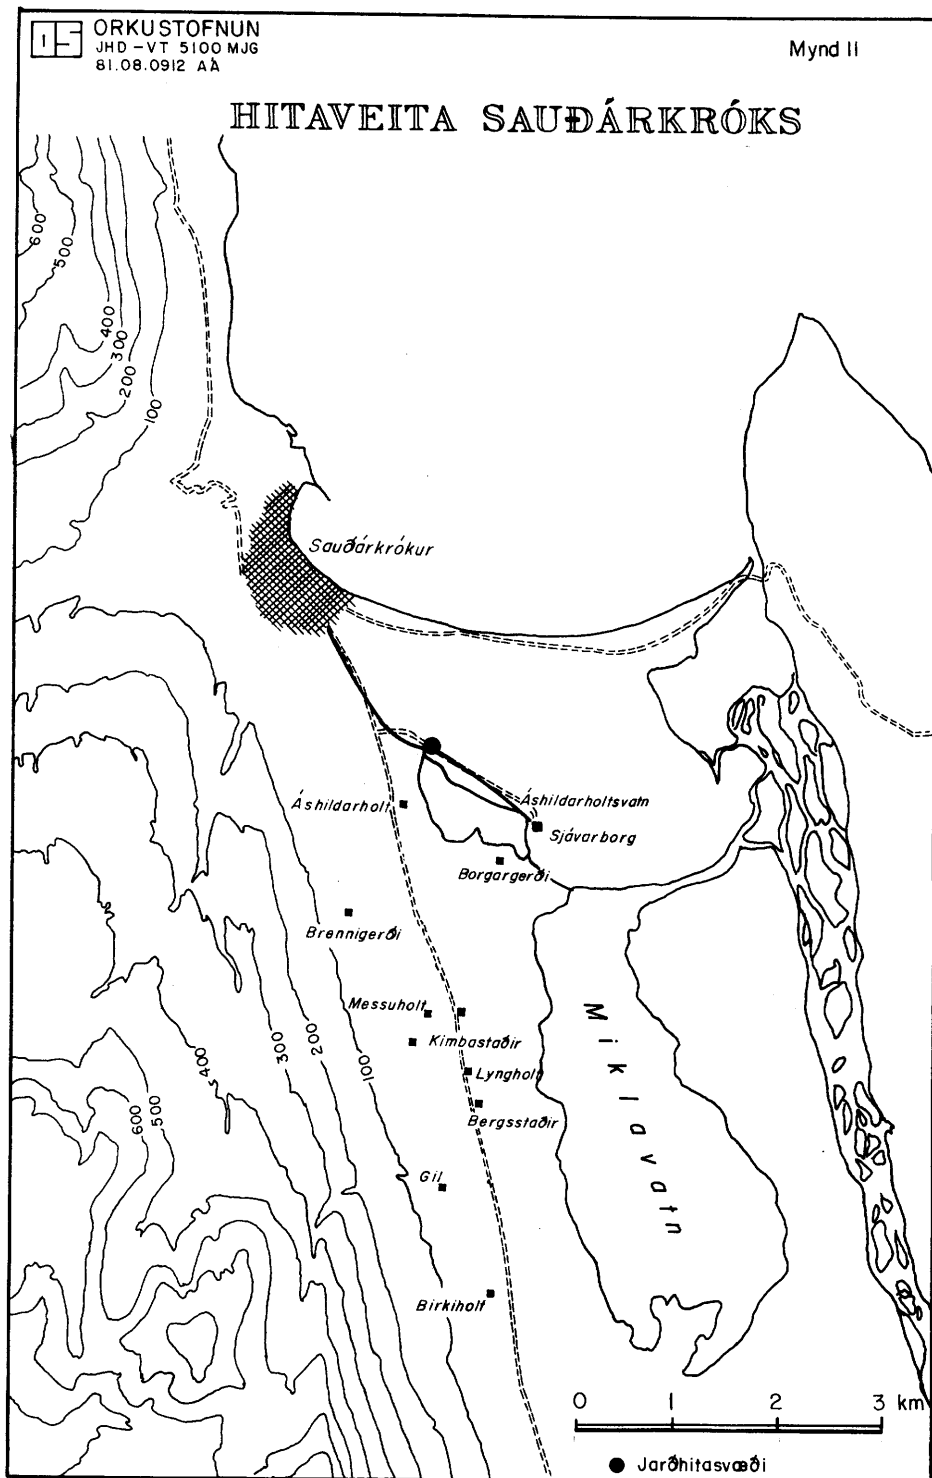 OS
ORKUSTOFNUN
JHD-VT 5100 MJG
81.08.0912 AÁ
Mynd 11
HITAVEITA SAUÐÁRKRÓKS
600
500
400
300
200
100
Sauðárkrókur
Áshildarholt
Áshildarholtsvatn
Sjávarborg
Borgargerði
Brennigerði
Messuholt
Kimbastaðir
Lyngholt
Bergsstaðir
Miklavatn
600
500
400
300
200
100
Gil
Birkiholt
0 1 2 3 km
Jarðhitasvæði